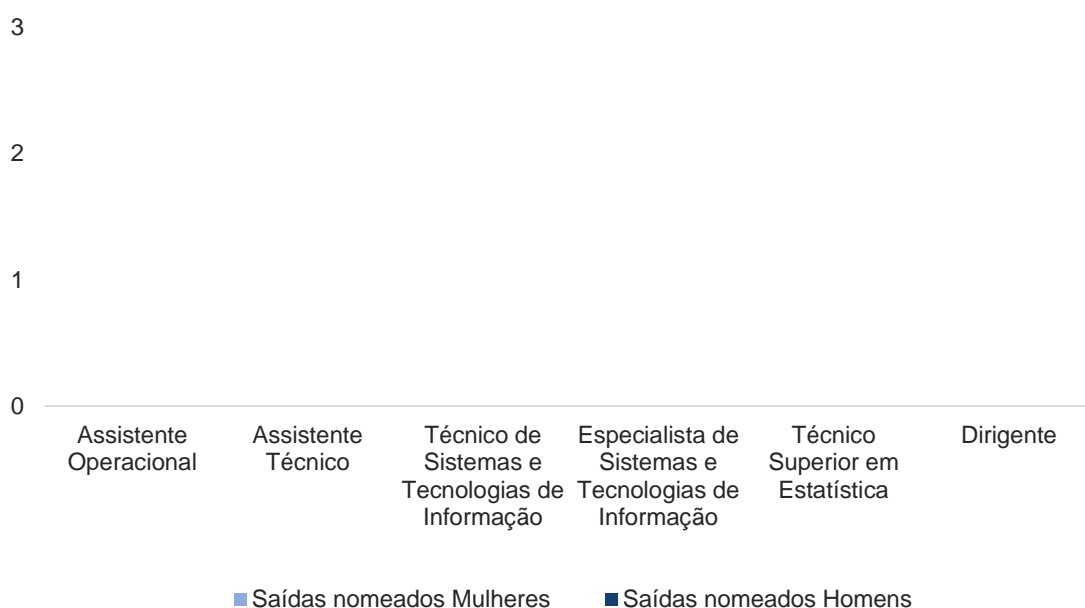 3
2
1
0
Assistente
Operacional
Assistente
Técnico
Técnico de
Sistemas e
Tecnologias de
Informação
Especialista de
Sistemas e
Tecnologias de
Informação
Técnico
Superior em
Estatística
Dirigente
Saídas nomeados Mulheres
Saídas nomeados Homens